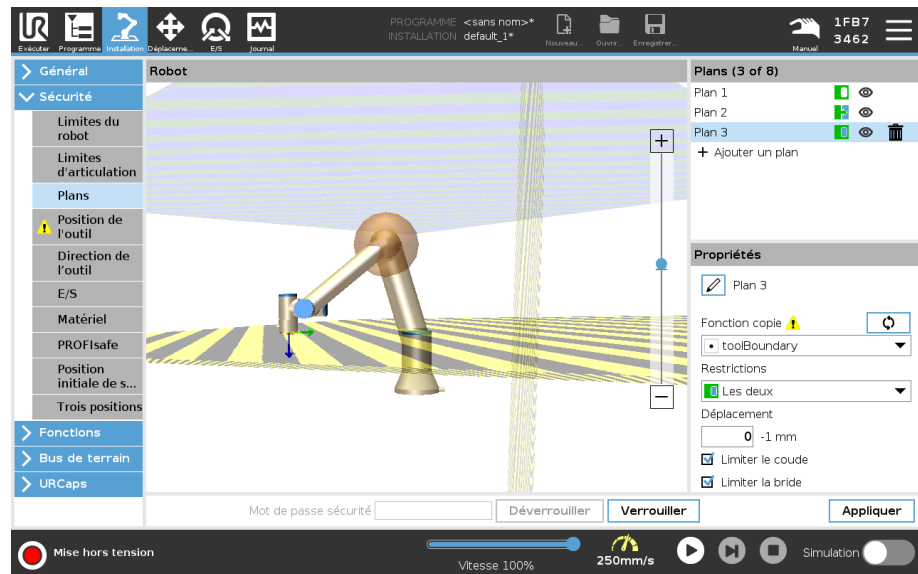 UR
PROGRAMME <sans nom>*
INSTALLATION default_1*
1FB7
3462
Exécuter
Programme
Installation
Déplaceme...
E/S
Journal
Nouveau...
Ouvrir...
Enregistrer...
Manuel
Général
Sécurité
Limites du
robot
Limites
d'articulation
Plans
Position de
l'outil
Direction de
l'outil
E/S
Matériel
PROFIsafe
Position
initiale de s...
Trois positions
Fonctions
Bus de terrain
URCaps
Robot
Plans (3 of 8)
Plan 1
Plan 2
Plan 3
+ Ajouter un plan
Propriétés
Plan 3
Fonction copie
toolBoundary
Restrictions
Les deux
Déplacement
0 -1 mm
Limiter le coude
Limiter la bride
Mot de passe sécurité
Déverrouiller
Verrouiller
Appliquer
Mise hors tension
Vitesse 100%
250mm/s
Simulation